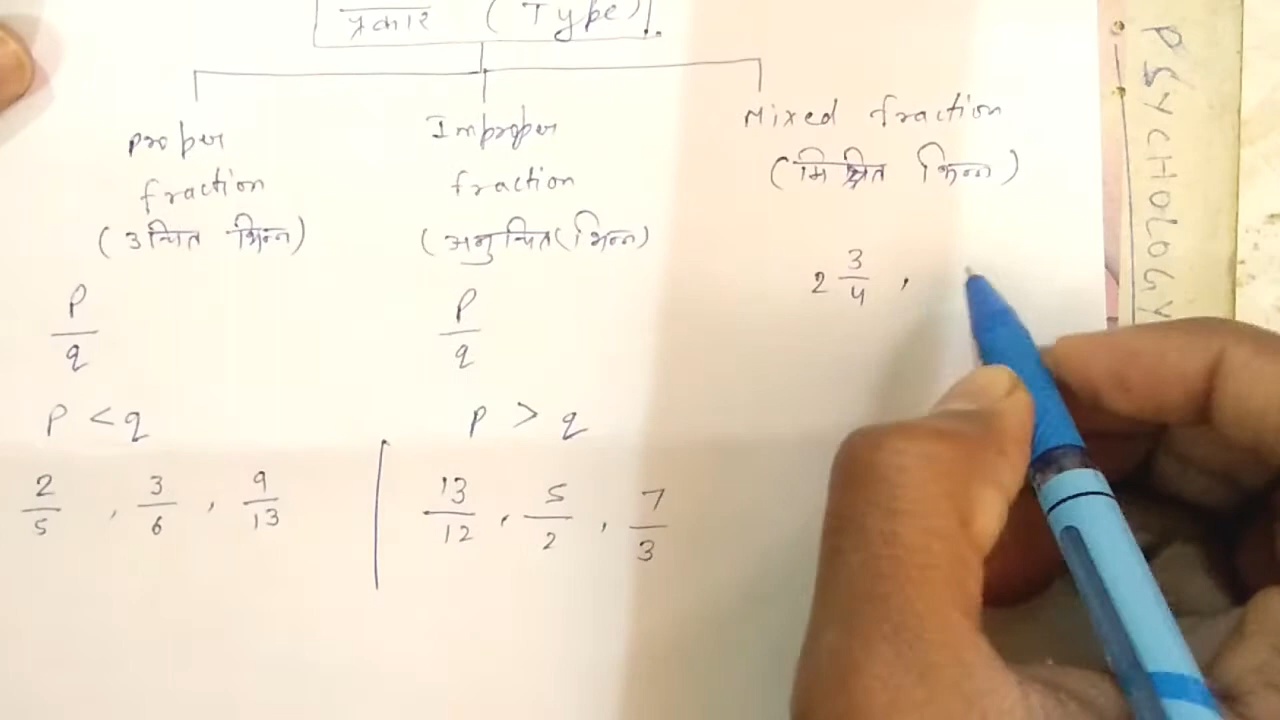 प्रकार (Type)
Proper
fraction
(उचित भिन्न)
P/q
P < q
2/5 , 3/6 , 9/13
Improper
fraction
(अनुचित (भिन्न)
P/q
P > q
13/12 , 5/2 , 7/3
Mixed fraction
(मिश्रित भिन्न)
2 3/4 ,
PSYCHOLOGY